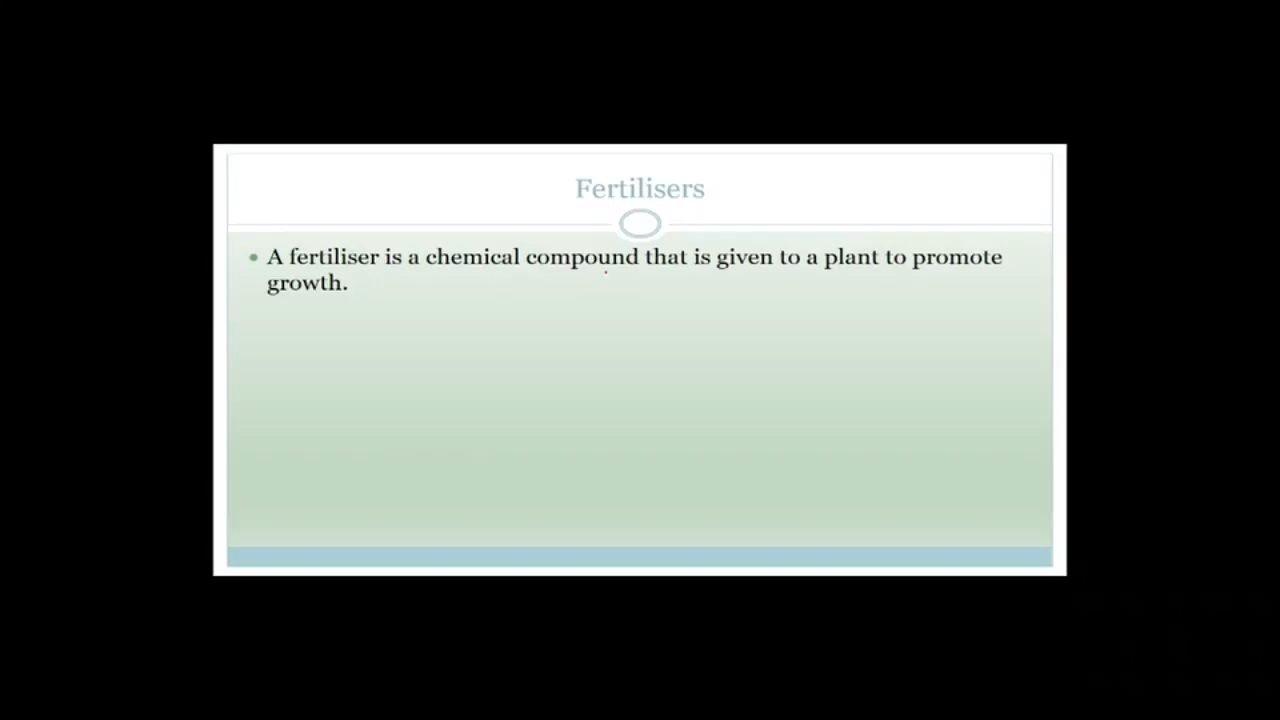 Fertilisers
• A fertiliser is a chemical compound that is given to a plant to promote
growth.